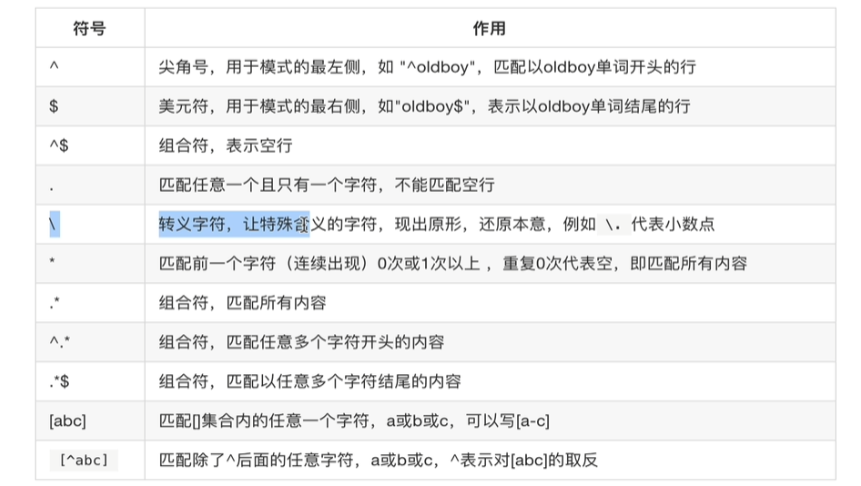 符号 作用
^ 尖角号，用于模式的最左侧，如 "^oldboy"，匹配以oldboy单词开头的行
$ 美元符，用于模式的最右侧，如"oldboy$"，表示以oldboy单词结尾的行
^$ 组合符，表示空行
. 匹配任意一个且只有一个字符，不能匹配空行
\ 转义字符，让特殊含义的字符，现出原形，还原本意，例如 \. 代表小数点
* 匹配前一个字符（连续出现）0次或1次以上 ，重复0次代表空，即匹配所有内容
.* 组合符，匹配所有内容
^.* 组合符，匹配任意多个字符开头的内容
.*$ 组合符，匹配以任意多个字符结尾的内容
[abc] 匹配[]集合内的任意一个字符，a或b或c，可以写[a-c]
[^abc] 匹配除了^后面的任意字符，a或b或c，^表示对[abc]的取反